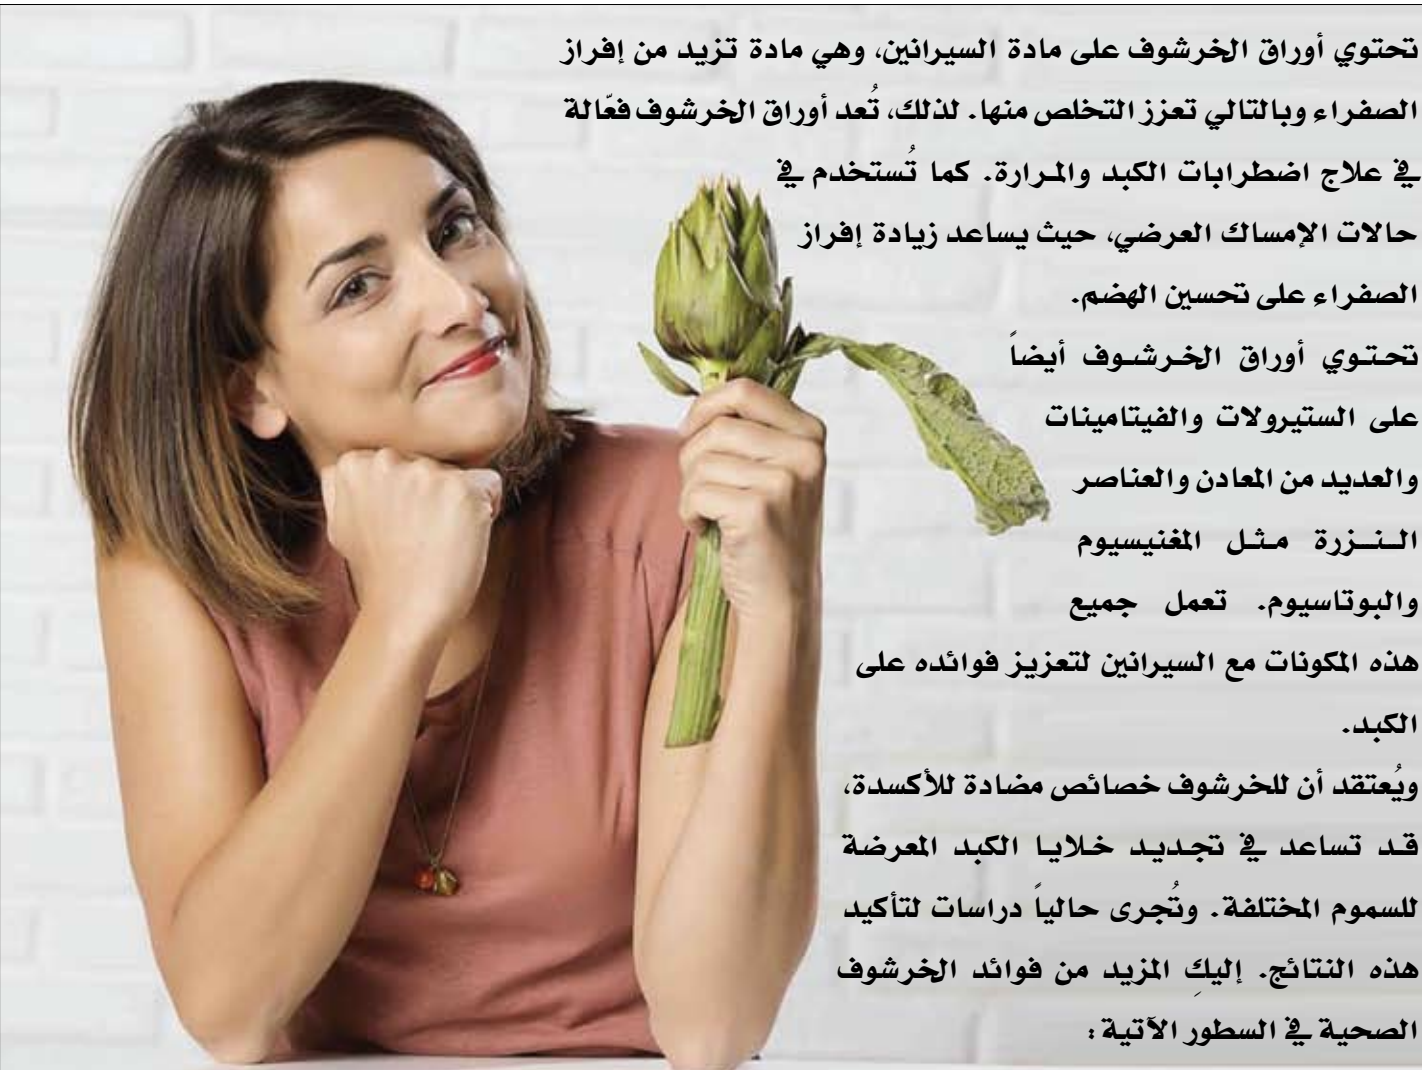 تحتوي أوراق الخرشوف على مادة السيرانين، وهي مادة تزيد من إفراز
الصفراء وبالتالي تعزز التخلص منها. لذلك، تُعد أوراق الخرشوف فعّالة
في علاج اضطرابات الكبد والمرارة. كما تُستخدم في
حالات الإمساك العرضي، حيث يساعد زيادة إفراز
الصفراء على تحسين الهضم.
تحتوي أوراق الخرشوف أيضاً
على الستيرولات والفيتامينات
والعديد من المعادن والعناصر
النزرة مثل المغنيسيوم
والبوتاسيوم. تعمل جميع
هذه المكونات مع السيرانين لتعزيز فوائده على
الكبد.
ويُعتقد أن للخرشوف خصائص مضادة للأكسدة،
قد تساعد في تجديد خلايا الكبد المعرضة
للسموم المختلفة. وتُجرى حالياً دراسات لتأكيد
هذه النتائج. إليكِ المزيد من فوائد الخرشوف
الصحية في السطور الآتية :